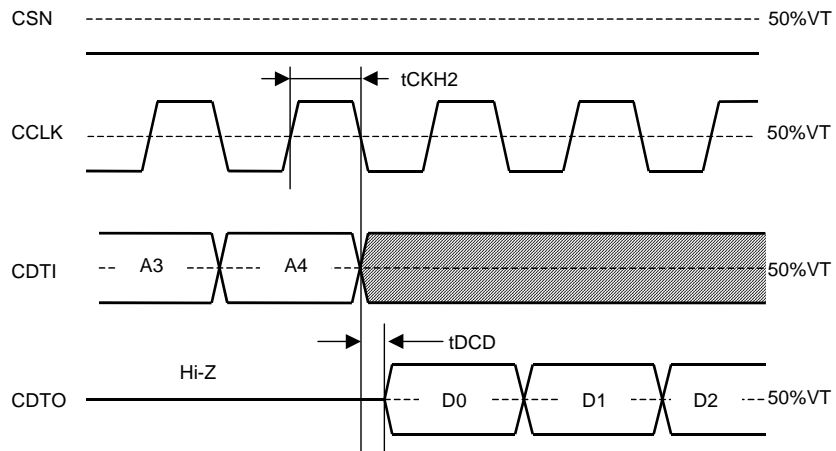 CSN 50%VT
tCKH2
CCLK 50%VT
CDTI A3 A4 50%VT
tDCD
Hi-Z
CDTO D0 D1 D2 50%VT